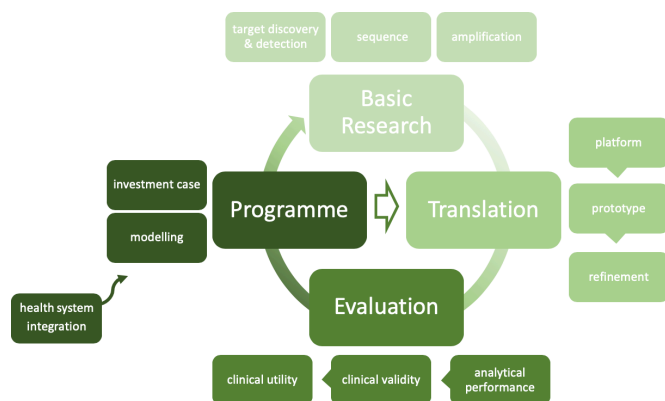 target discovery
& detection
sequence
amplification
Basic
Research
platform
investment case
Programme
Translation
prototype
modelling
refinement
health system
integration
Evaluation
clinical utility
clinical validity
analytical
performance